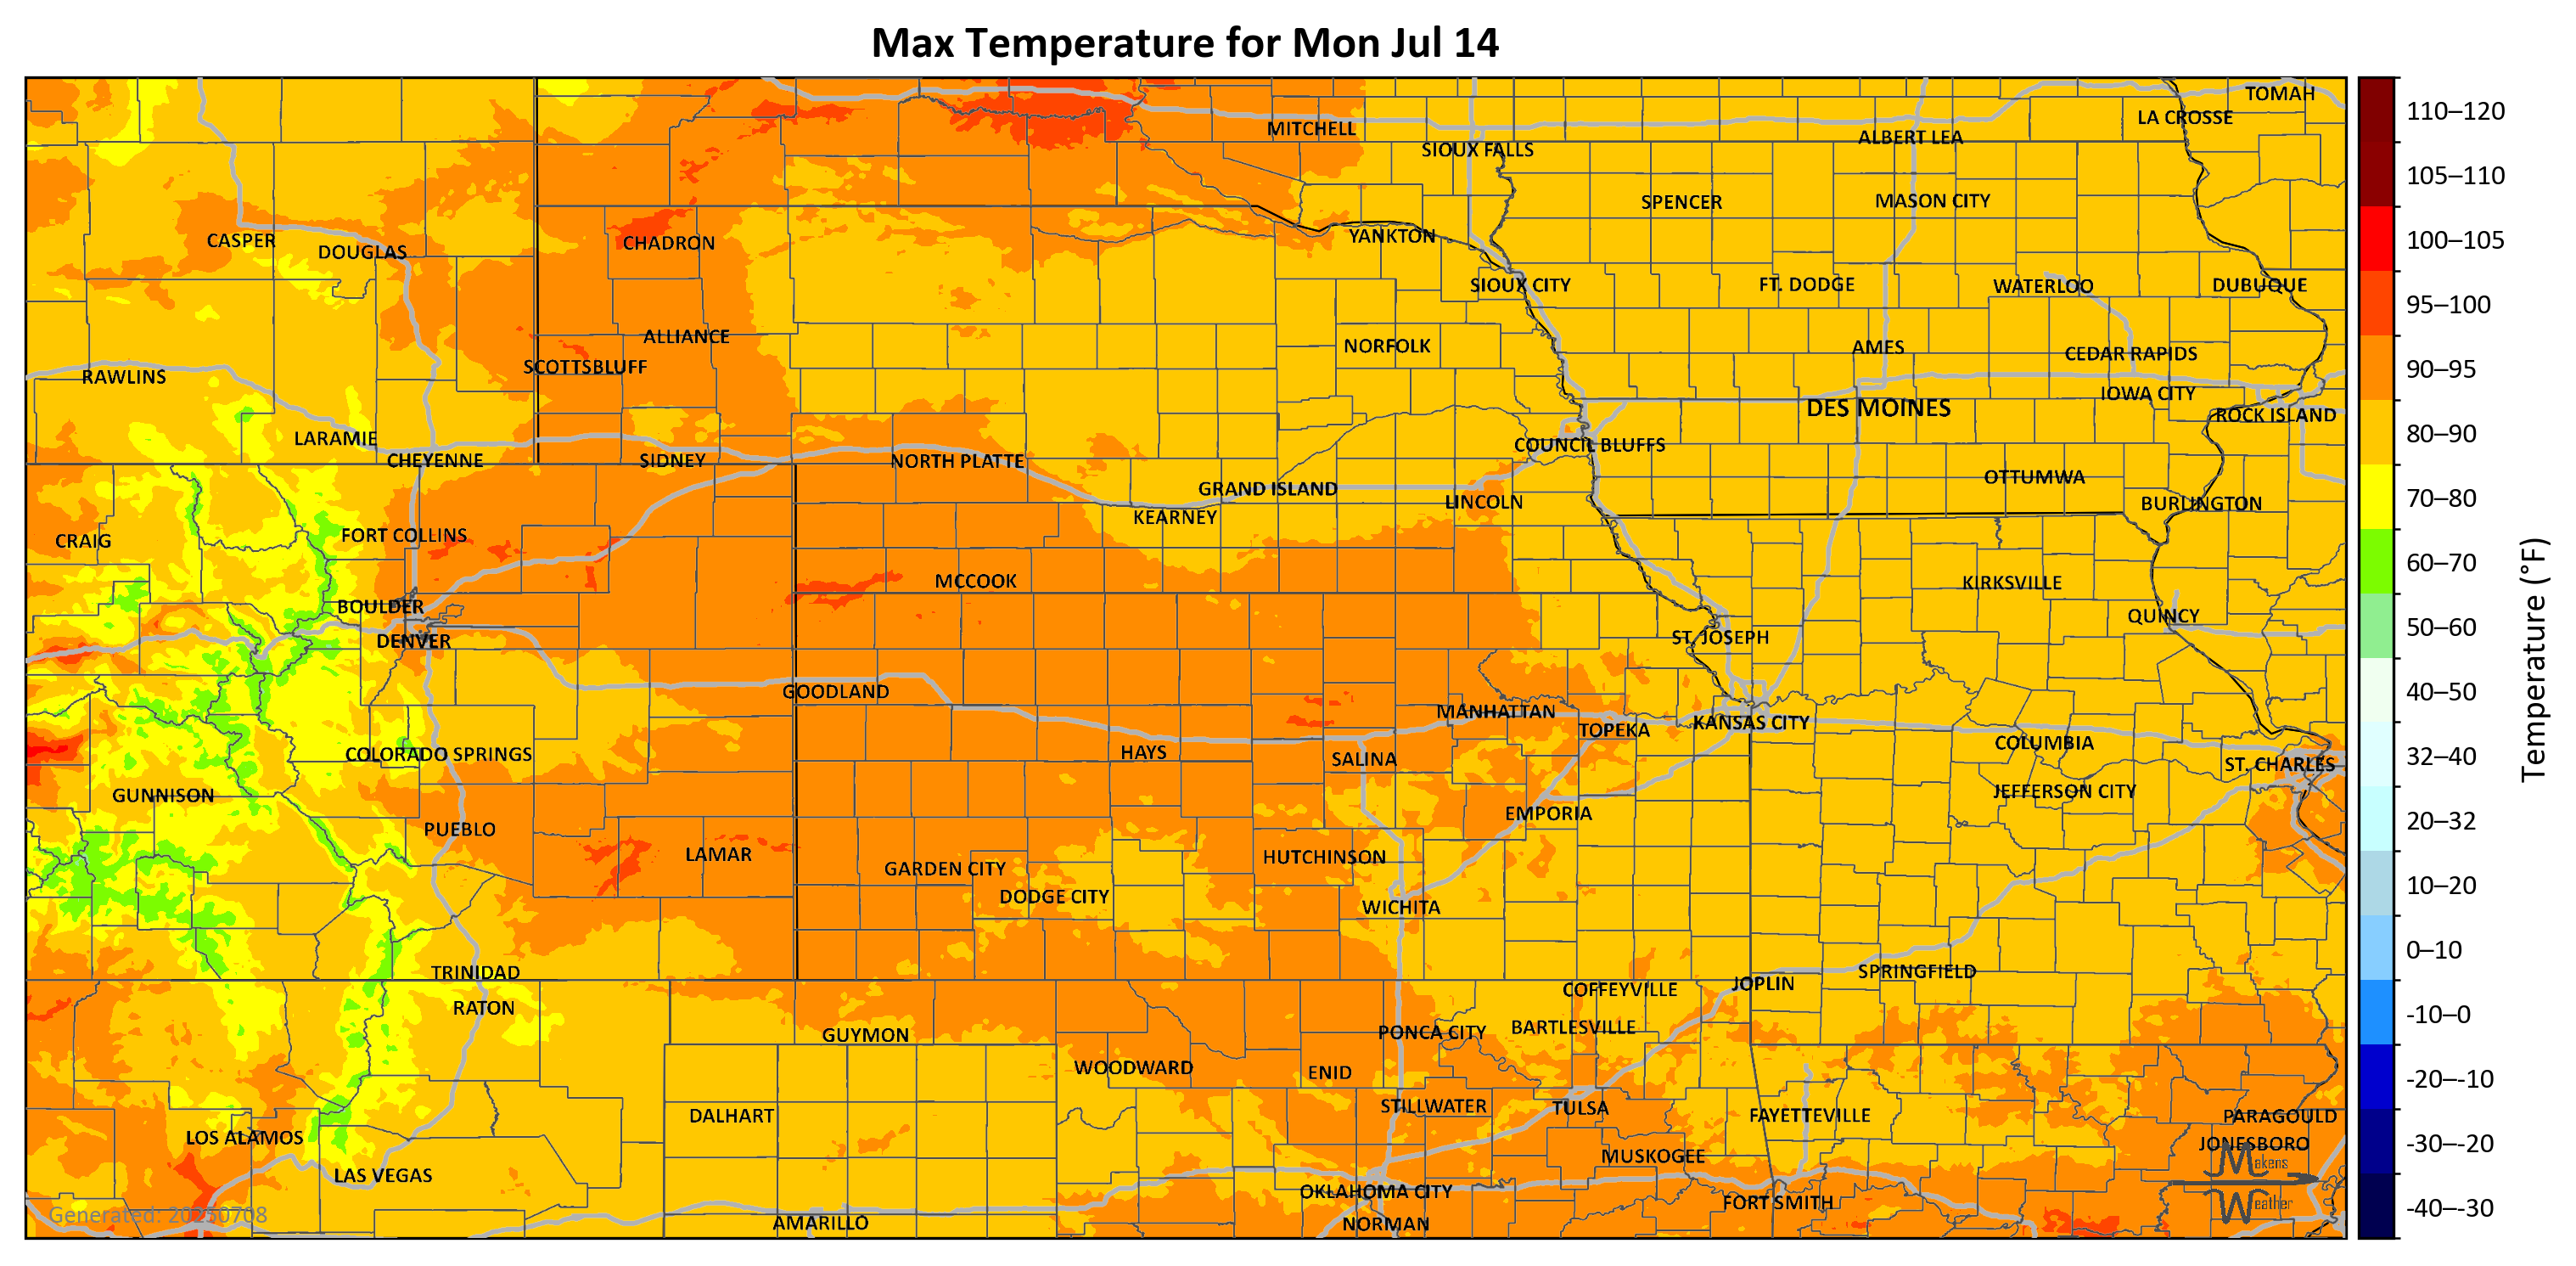 Max Temperature for Mon Jul 14
TOMAH
LA CROSSE
MITCHELL
ALBERT LEA
SIOUX FALLS
SPENCER
MASON CITY
CASPER
DOUGLAS
CHADRON
YANKTON
SIOUX CITY
FT. DODGE
WATERLOO
DUBUQUE
ALLIANCE
NORFOLK
AMES
CEDAR RAPIDS
SCOTTSBLUFF
RAWLINS
IOWA CITY
DES MOINES
ROCK ISLAND
LARAMIE
COUNCIL BLUFFS
CHEYENNE
SIDNEY
NORTH PLATTE
OTTUMWA
GRAND ISLAND
LINCOLN
BURLINGTON
KEARNEY
FORT COLLINS
CRAIG
MCCOOK
KIRKSVILLE
BOULDER
QUINCY
DENVER
ST. JOSEPH
GOODLAND
MANHATTAN
TOPEKA
KANSAS CITY
COLUMBIA
COLORADO SPRINGS
HAYS
SALINA
ST. CHARLES
GUNNISON
JEFFERSON CITY
EMPORIA
PUEBLO
LAMAR
GARDEN CITY
HUTCHINSON
DODGE CITY
WICHITA
TRINIDAD
SPRINGFIELD
JOPLIN
COFFEYVILLE
RATON
GUYMON
PONCA CITY
BARTLESVILLE
WOODWARD
ENID
DALHART
STILLWATER
TULSA
FAYETTEVILLE
PARAGOULD
LOS ALAMOS
JONESBORO
MUSKOGEE
LAS VEGAS
OKLAHOMA CITY
FORT SMITH
AMARILLO
NORMAN
Generated: 20250708
Makens
Weather
110–120
105–110
100–105
95–100
90–95
80–90
70–80
60–70
50–60
40–50
32–40
20–32
10–20
0–10
-10–0
-20–-10
-30–-20
-40–-30
Temperature (°F)